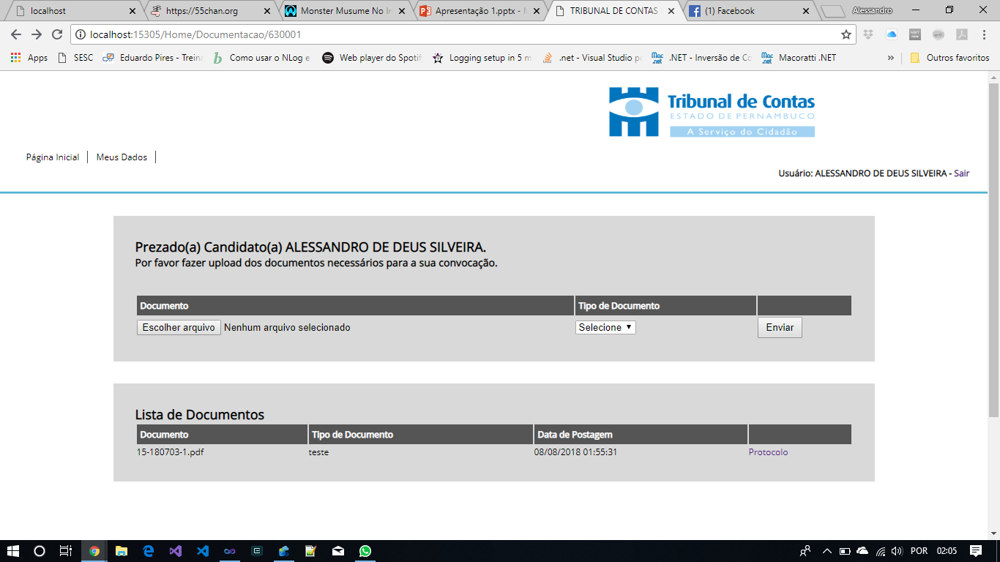 localhost
https://55chan.org
Monster Musume No I
Apresentação 1.pptx - M
TRIBUNAL DE CONTAS
(1) Facebook
Alessandro
localhost:15305/Home/Documentacao/630001
Apps SESC Eduardo Pires - Trein Como usar o NLog e Web player do Spotif Logging setup in 5 m .net - Visual Studio p .NET - Inversão de Co Macoratti .NET » Outros favoritos
Tribunal de Contas
ESTADO DE PERNAMBUCO
A Serviço do Cidadão
Página Inicial Meus Dados
Usuário: ALESSANDRO DE DEUS SILVEIRA - Sair
Prezado(a) Candidato(a) ALESSANDRO DE DEUS SILVEIRA.
Por favor fazer upload dos documentos necessários para a sua convocação.
Documento Tipo de Documento
Escolher arquivo Nenhum arquivo selecionado Selecione Enviar
Lista de Documentos
Documento Tipo de Documento Data de Postagem
15-180703-1.pdf teste 08/08/2018 01:55:31 Protocolo
POR 02:05